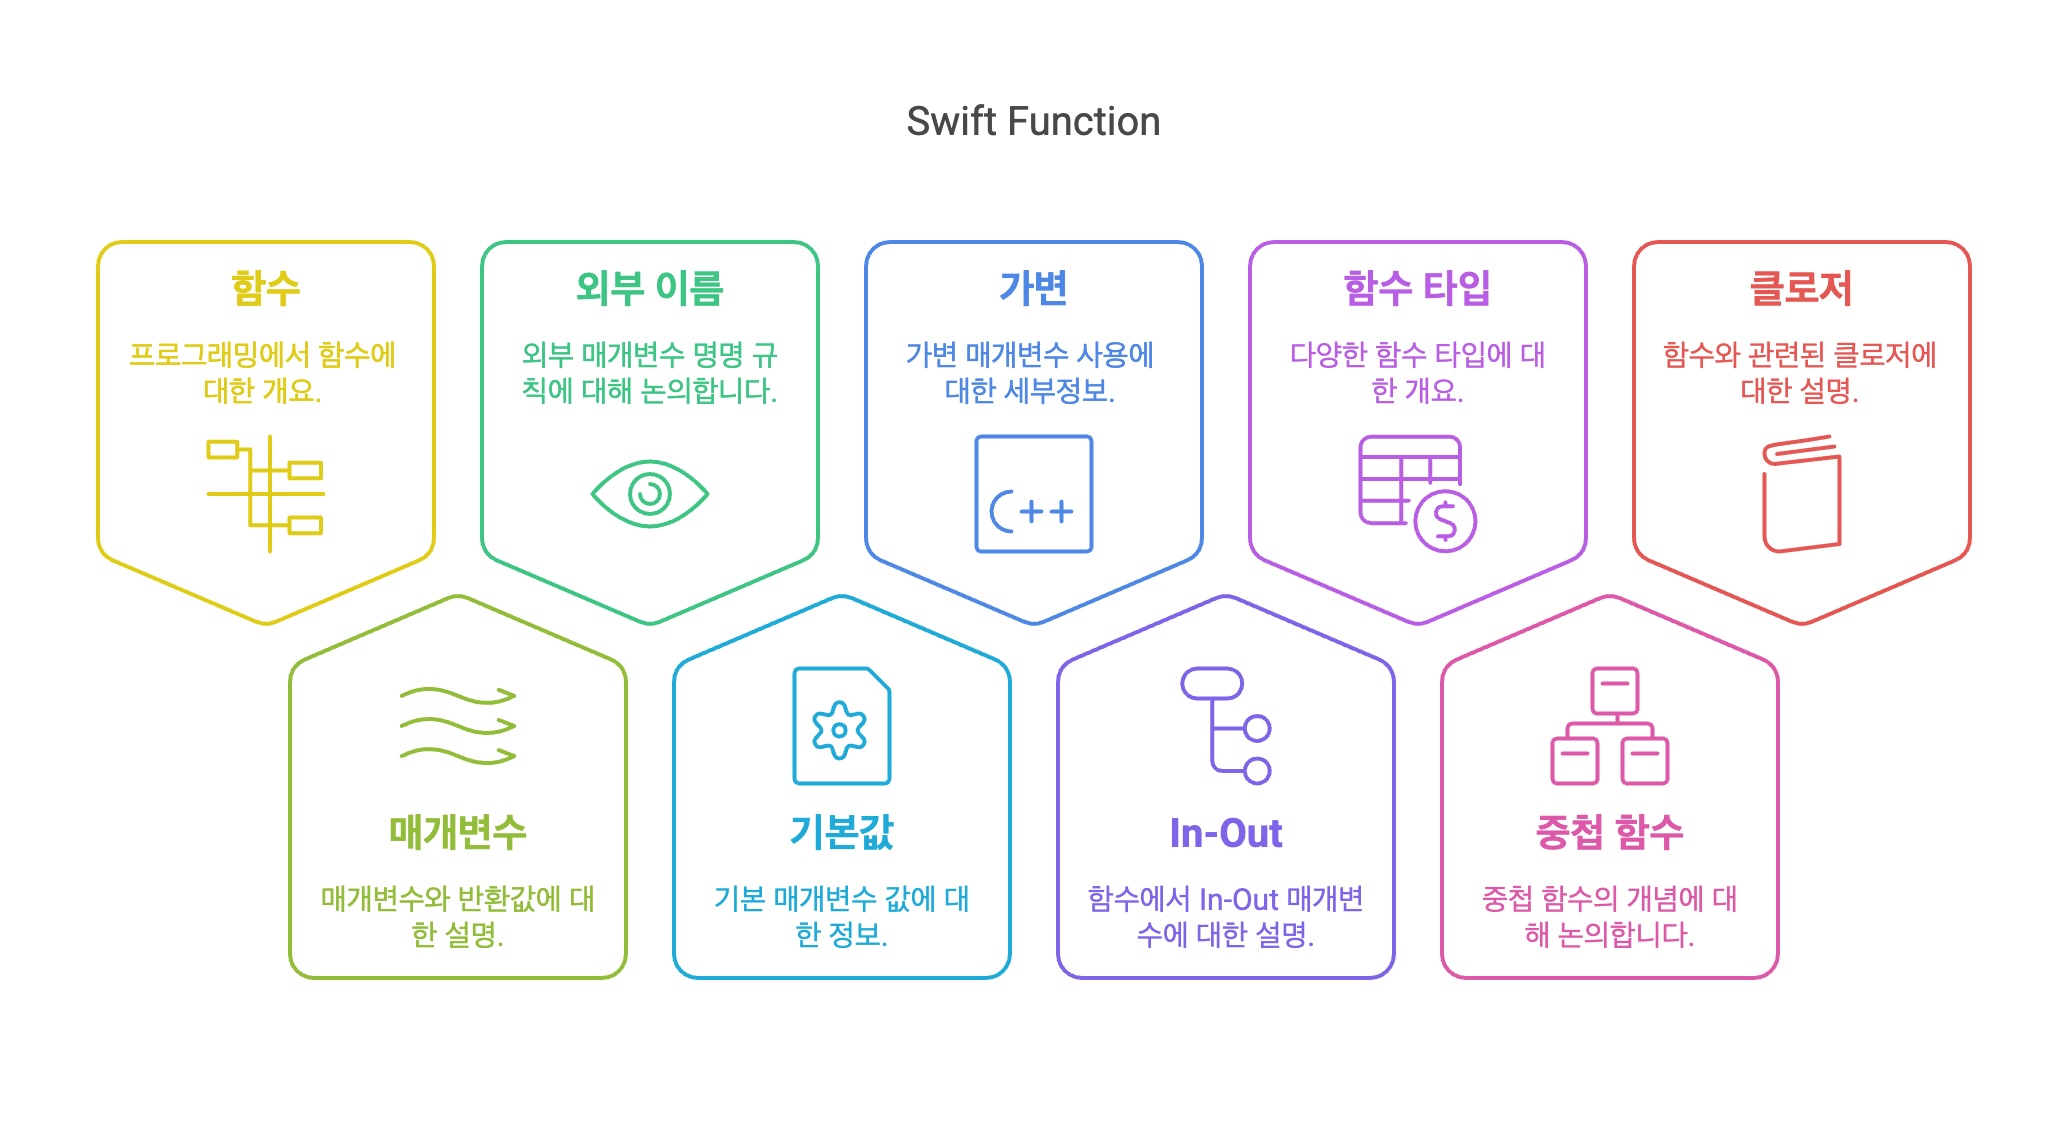 Swift Function
함수
프로그래밍에서 함수에
대한 개요.
외부 이름
외부 매개변수 명명 규
칙에 대해 논의합니다.
가변
가변 매개변수 사용에
대한 세부정보.
C++
함수 타입
다양한 함수 타입에 대
한 개요.
$
클로저
함수와 관련된 클로저에
대한 설명.
매개변수
매개변수와 반환값에 대
한 설명.
기본값
기본 매개변수 값에 대
한 정보.
In-Out
함수에서 In-Out 매개변
수에 대한 설명.
중첩 함수
중첩 함수의 개념에 대
해 논의합니다.